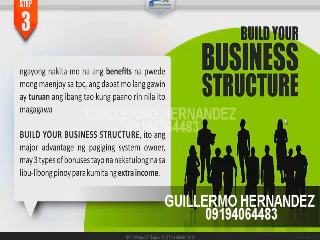 STEP
3
BUILD YOUR
BUSINESS
STRUCTURE
ngayong nakita mo na ang benefits na pwede
mong maenjoy sa tpc, ang dapat mo lang gawin
ay turuan ang ibang tao kung paano rin nila ito
magagawa
GUILLERMO HERNANDEZ
09194064483
BUILD YOUR BUSINESS STRUCTURE, ito ang
major advantage ng pagiging system owner,
may 3 types of bonuses tayo na nakatulong na sa
libu-libong pinoy para kumita ng extra income.
GUILLERMO HERNANDEZ
09194064483